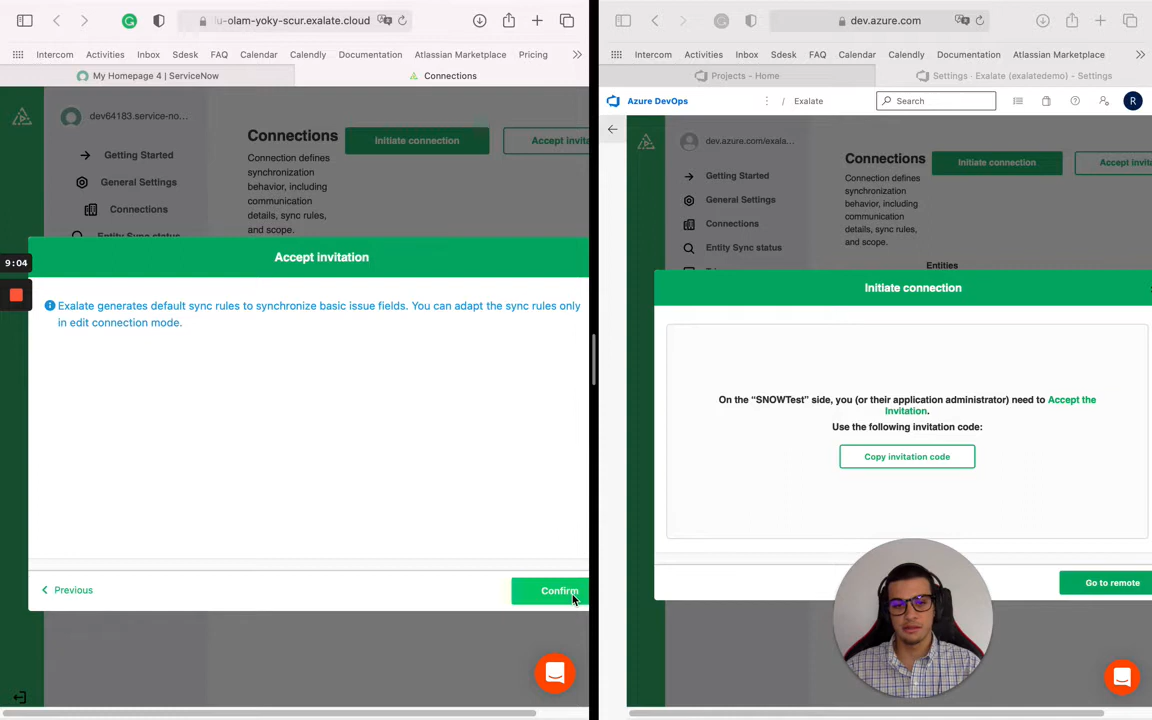 lu-olam-yoky-scur.exalate.cloud
Intercom Activities Inbox Sdesk FAQ Calendar Calendly Documentation Atlassian Marketplace Pricing
My Homepage 4 | ServiceNow
Connections
dev64183.service-no...
Getting Started
General Settings
Connections
Entity Sync status
Connections
Connection defines
synchronization
behavior, including
communication
details, sync rules,
and scope.
Initiate connection
Accept invita
9:04
Accept invitation
Exalate generates default sync rules to synchronize basic issue fields. You can adapt the sync rules only
in edit connection mode.
Previous
Confirm
dev.azure.com
Intercom Activities Inbox Sdesk FAQ Calendar Calendly Documentation Atlassian Marketplace
Projects - Home
Settings · Exalate (exalatedemo) - Settings
Azure DevOps
/ Exalate
Search
R
dev.azure.com/exala...
Getting Started
General Settings
Connections
Entity Sync status
Connections
Connection defines
synchronization
behavior, including
communication
details, sync rules,
and scope.
Initiate connection
Accept invita
Entities
Initiate connection
On the “SNOWTest” side, you (or their application administrator) need to Accept the
Invitation.
Use the following invitation code:
Copy invitation code
Go to remote